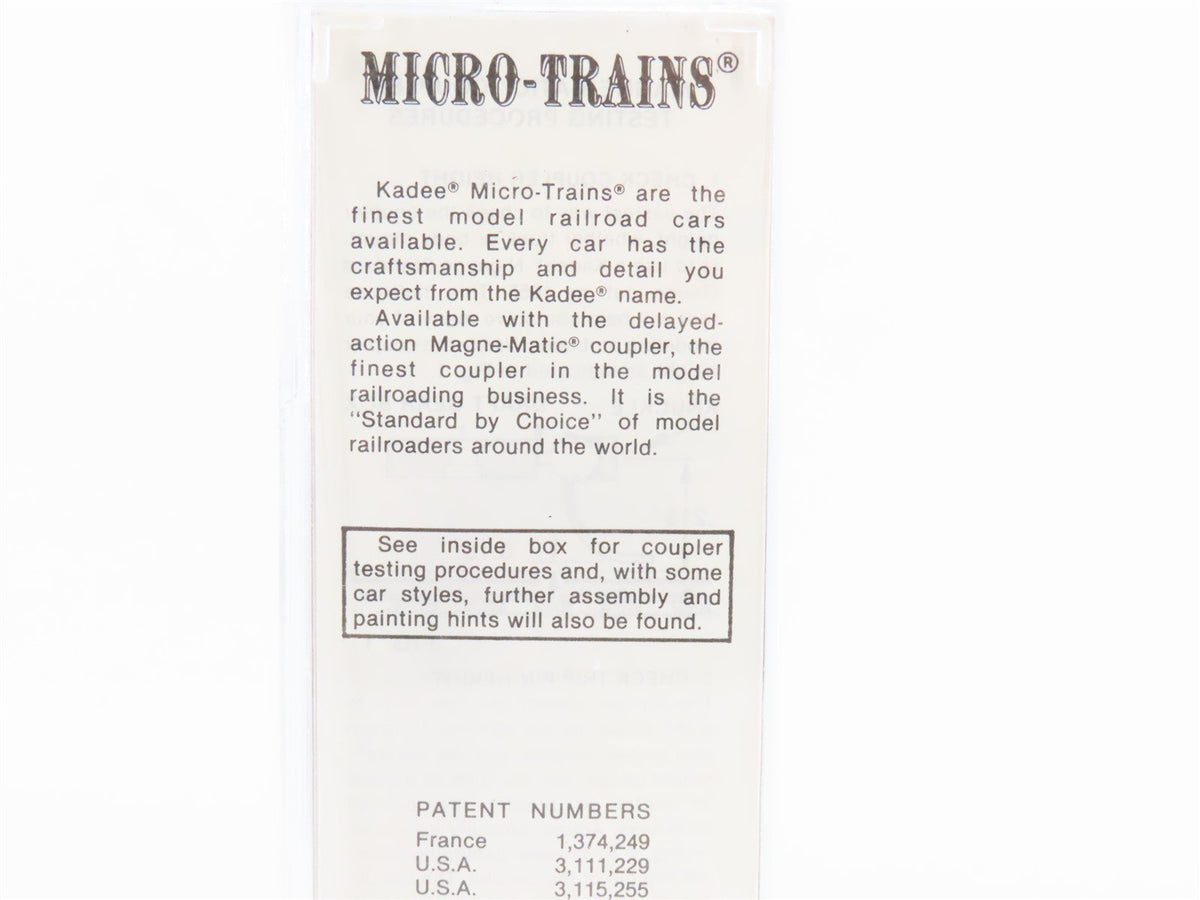 MICRO-TRAINS®
Kadee® Micro-Trains® are the
finest model railroad cars
available. Every car has the
craftsmanship and detail you
expect from the Kadee® name.
Available with the delayed-
action Magne-Matic® coupler, the
finest coupler in the model
railroading business. It is the
“Standard by Choice” of model
railroaders around the world.
See inside box for coupler
testing procedures and, with some
car styles, further assembly and
painting hints will also be found.
PATENT NUMBERS
France 1,374,249
U.S.A. 3,111,229
U.S.A. 3,115,255